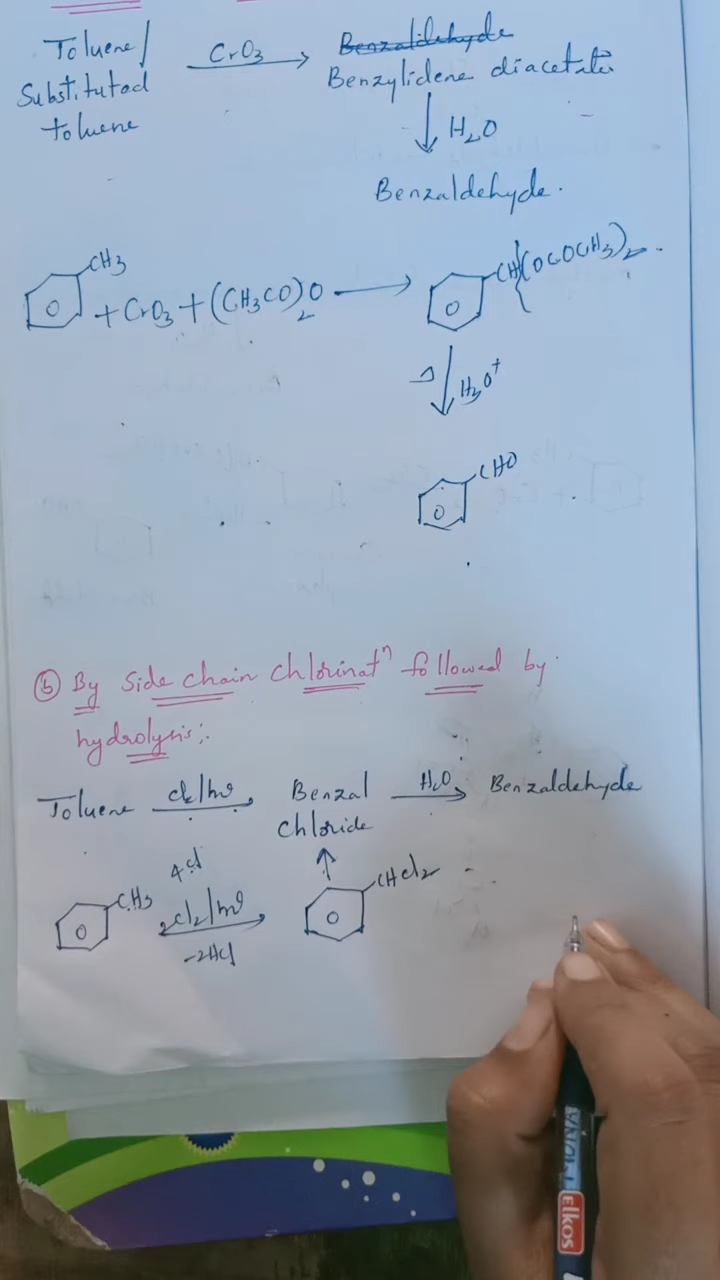 Toluene/
Substituted
toluene
CrO3
Benzaldehyde
Benzylidene diacetate
H2O
Benzaldehyde.
CH3
+ CrO3 + (CH3CO)2O
CH(OCOCH3)2
H3O+
CHO
(b) By Side chain Chlorinatn followed by
hydrolysis:
Toluene Cl2/hν Benzal H2O Benzaldehyde
chloride
4Cl
CH3 2Cl2/hν CHCl2
-2HCl
Elkos